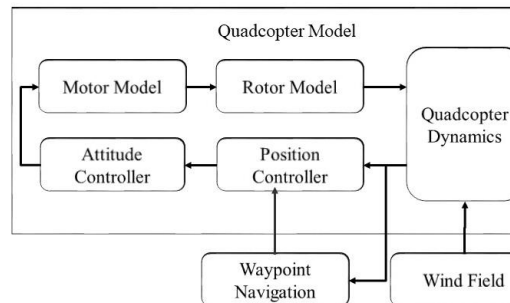 Quadcopter Model
Motor Model
Rotor Model
Quadcopter
Dynamics
Attitude
Controller
Position
Controller
Waypoint
Navigation
Wind Field